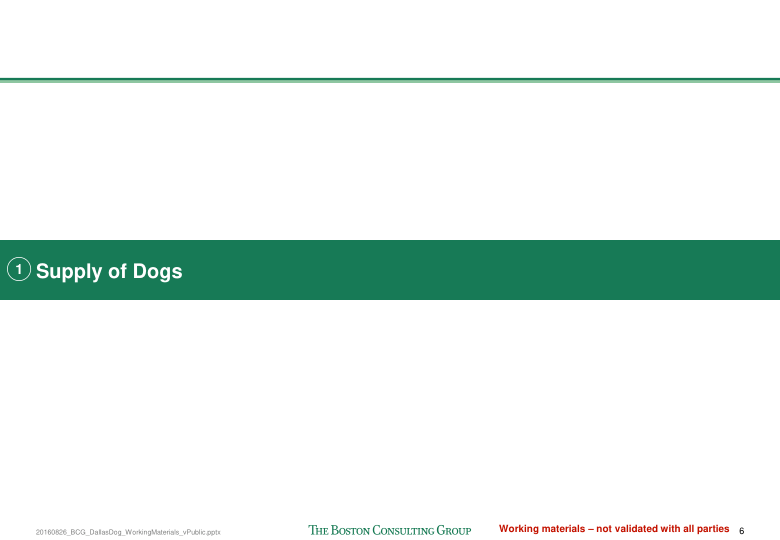 1 Supply of Dogs
20160826_BCG_DallasDog_WorkingMaterials_vPublic.pptx
THE BOSTON CONSULTING GROUP
Working materials – not validated with all parties
6